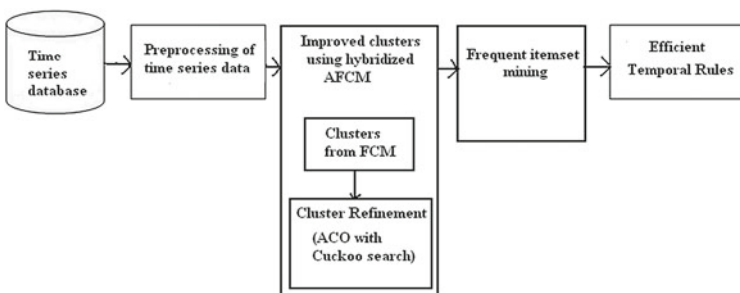 Time
series
database
Preprocessing of
time series data
Improved clusters
using hybridized
AFCM
Clusters
from FCM
Cluster Refinement
(ACO with
Cuckoo search)
Frequent itemset
mining
Efficient
Temporal Rules